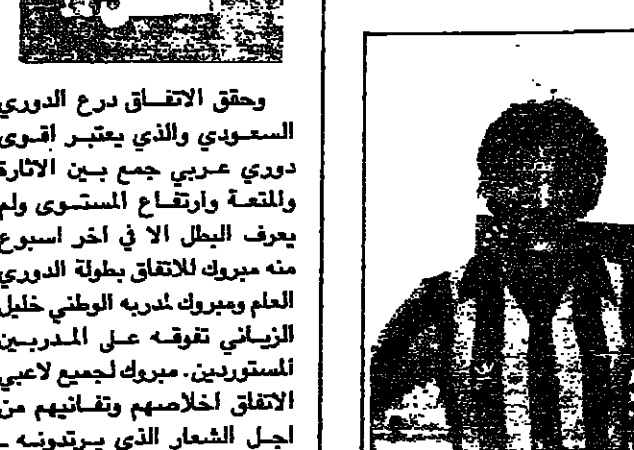 وحقق الاتفاق درع الدوري
السعودي والذي يعتبر اقوى
دوري عربي جمع بين الاثارة
والمتعة وارتفاع المستوى ولم
يعرف البطل الا في اخر اسبوع
منه مبروك للاتفاق بطولة الدوري
العام ومبروك لمدربه الوطني خليل
الزياني تفوقه على المدربين
المستوردين. مبروك لجميع لاعبي
الاتفاق اخلاصهم وتفانيهم من
اجل الشعار الذي يرتدونه ـ